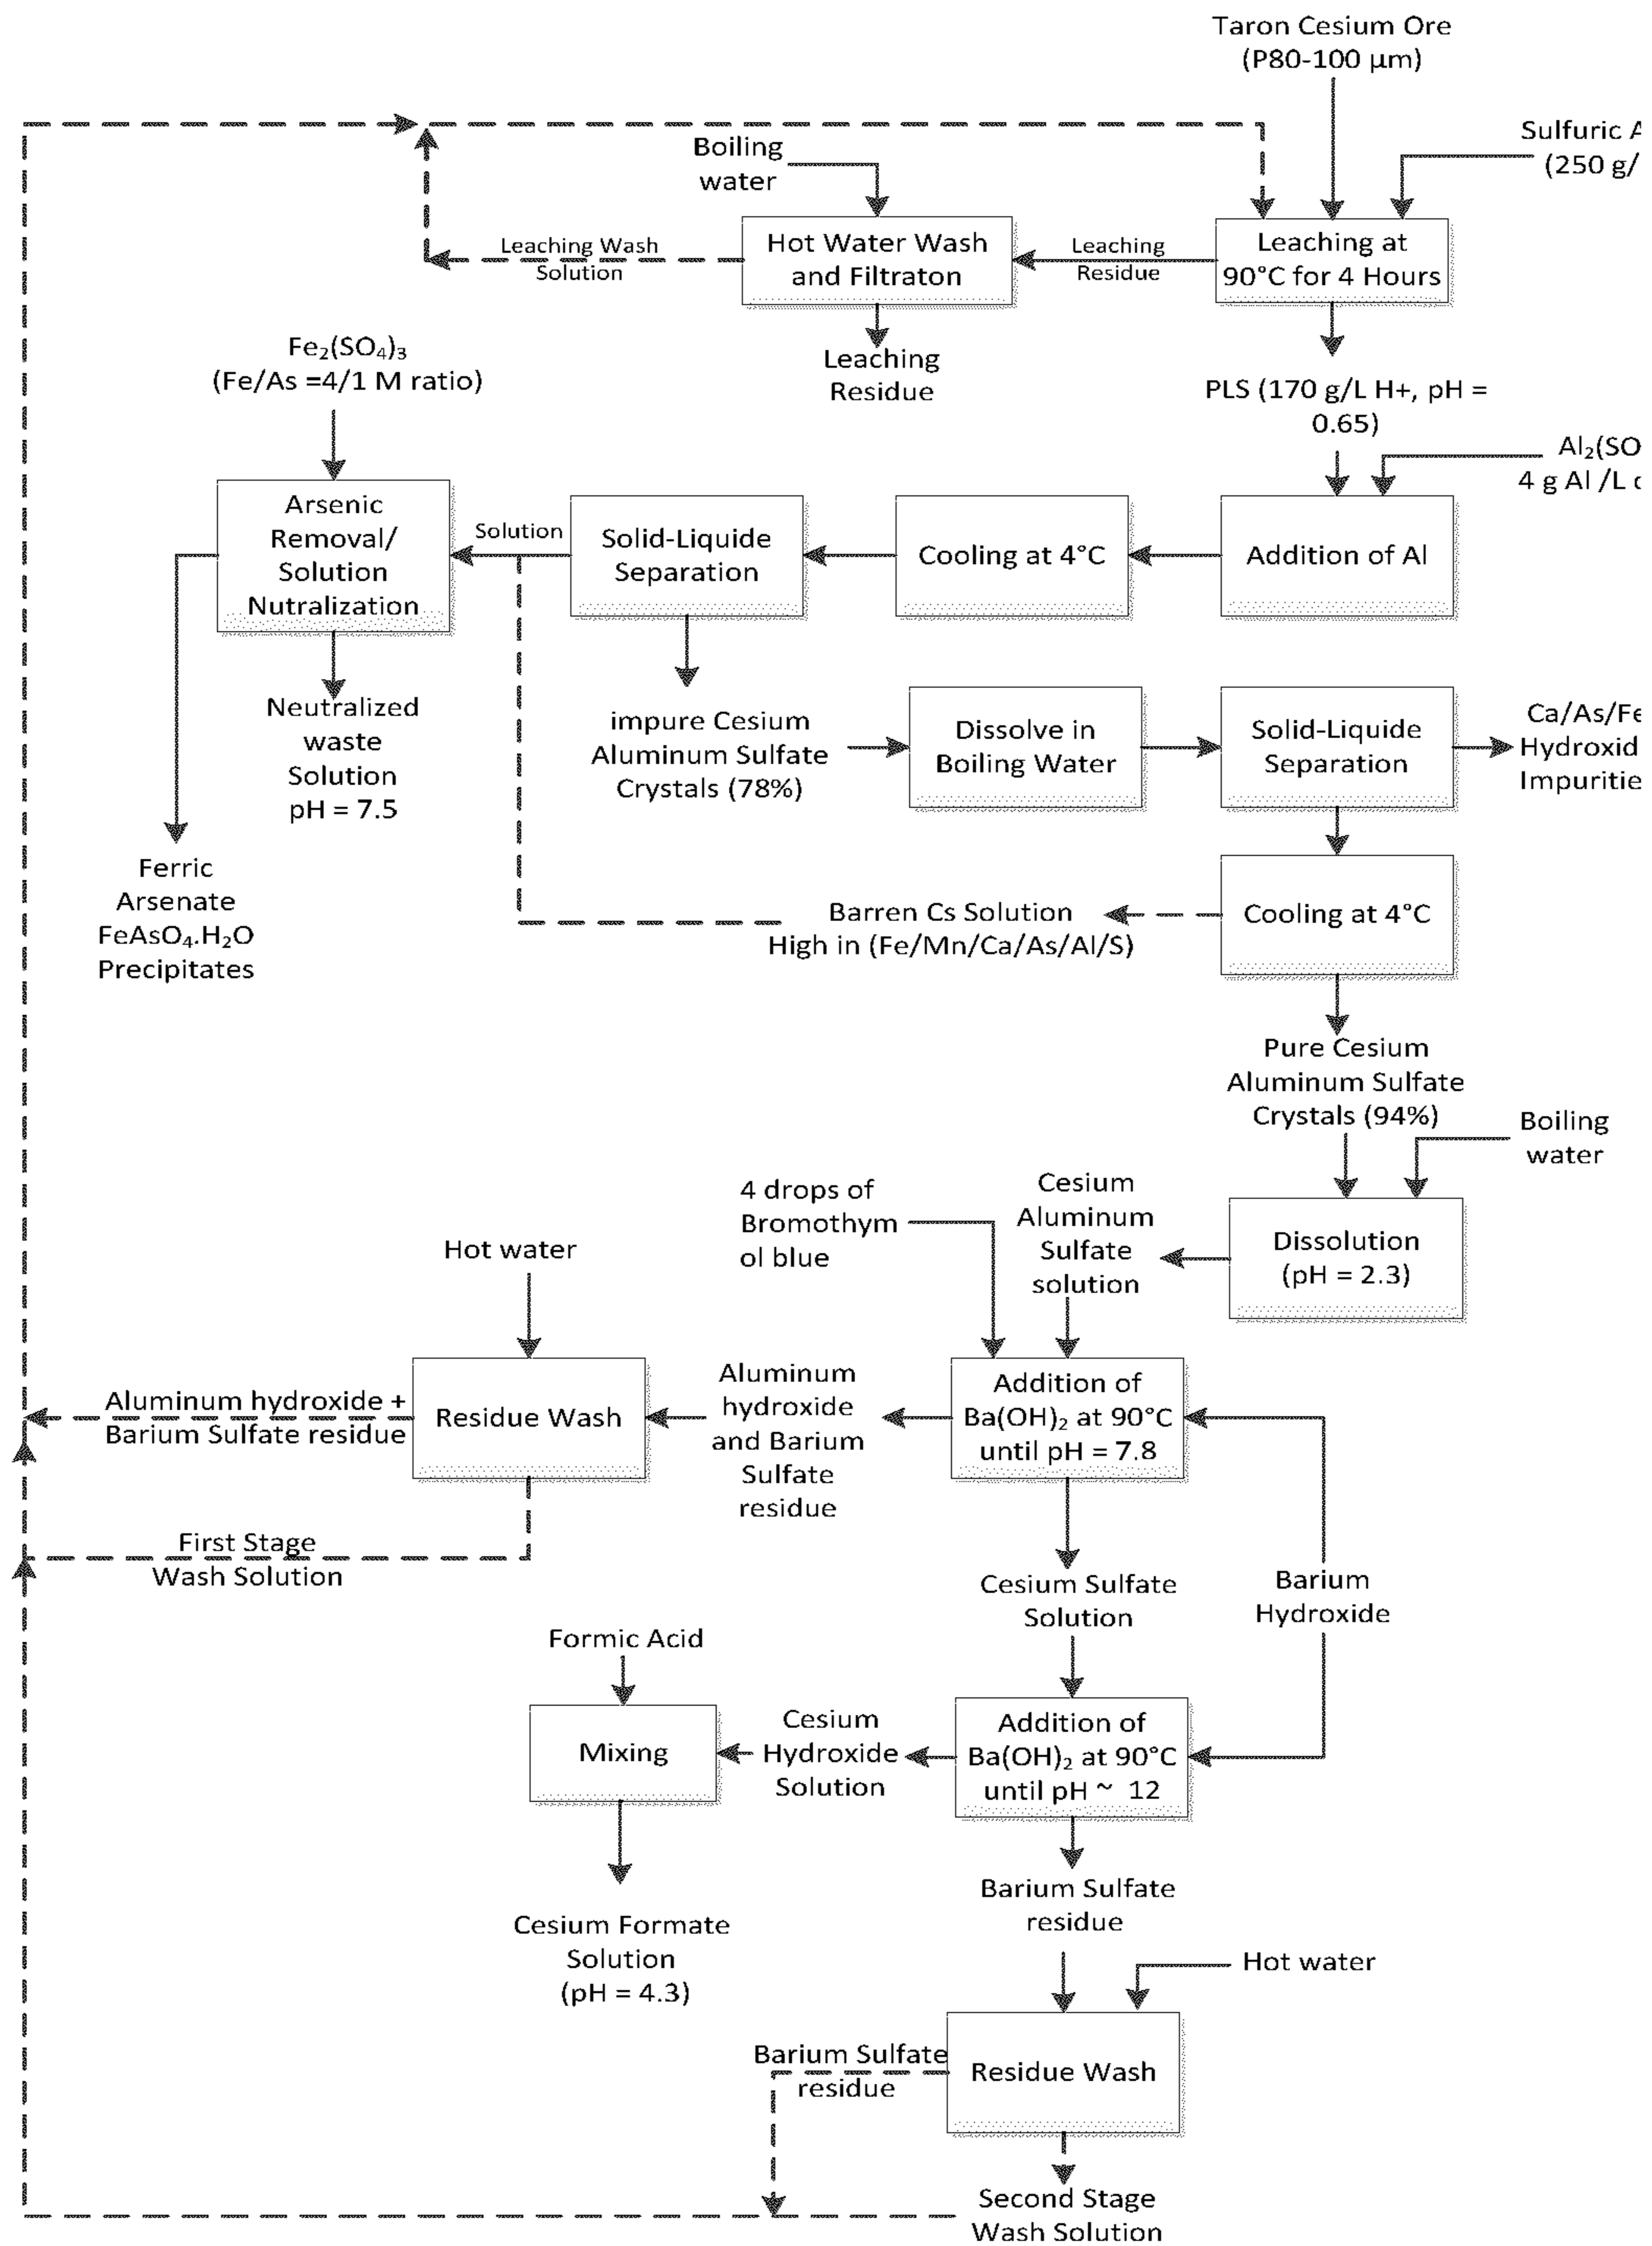 Taron Cesium Ore
(P80-100 µm)
Sulfuric A
(250 g/
Boiling
water
Hot Water Wash
and Filtraton
Leaching Wash
Solution
Leaching
Residue
Leaching at
90°C for 4 Hours
Leaching
Residue
Fe₂(SO₄)₃
(Fe/As =4/1 M ratio)
PLS (170 g/L H+, pH =
0.65)
Al₂(SO
4 g Al /L
Arsenic
Removal/
Solution
Nutralization
Solution
Solid-Liquide
Separation
Cooling at 4°C
Addition of Al
Neutralized
waste
Solution
pH = 7.5
impure Cesium
Aluminum Sulfate
Crystals (78%)
Dissolve in
Boiling Water
Solid-Liquide
Separation
Ca/As/Fe
Hydroxid
Impuritie
Ferric
Arsenate
FeAsO₄.H₂O
Precipitates
Barren Cs Solution
High in (Fe/Mn/Ca/As/Al/S)
Cooling at 4°C
Pure Cesium
Aluminum Sulfate
Crystals (94%)
Boiling
water
Dissolution
(pH = 2.3)
Cesium
Aluminum
Sulfate
solution
4 drops of
Bromothym
ol blue
Hot water
Addition of
Ba(OH)₂ at 90°C
until pH = 7.8
Aluminum
hydroxide
and Barium
Sulfate
residue
Residue Wash
Aluminum hydroxide +
Barium Sulfate residue
First Stage
Wash Solution
Cesium Sulfate
Solution
Barium
Hydroxide
Formic Acid
Mixing
Cesium
Hydroxide
Solution
Addition of
Ba(OH)₂ at 90°C
until pH ~ 12
Cesium Formate
Solution
(pH = 4.3)
Barium Sulfate
residue
Hot water
Residue Wash
Barium Sulfate
residue
Second Stage
Wash Solution